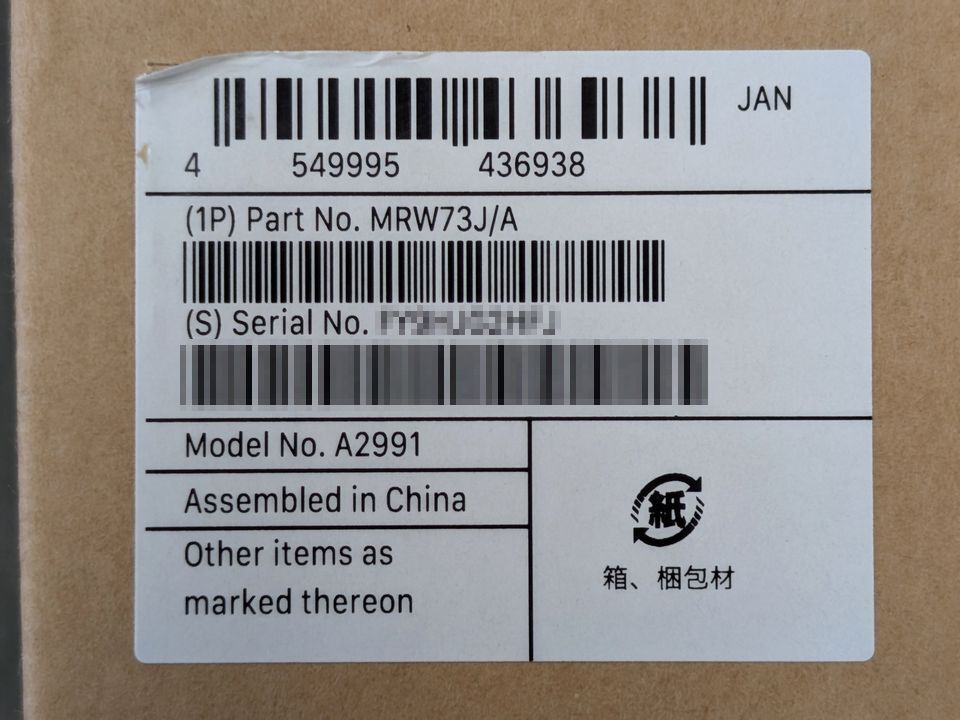 JAN
4 549995 436938
(1P) Part No. MRW73J/A
(S) Serial No.
Model No. A2991
Assembled in China
Other items as
marked thereon
紙
箱、梱包材